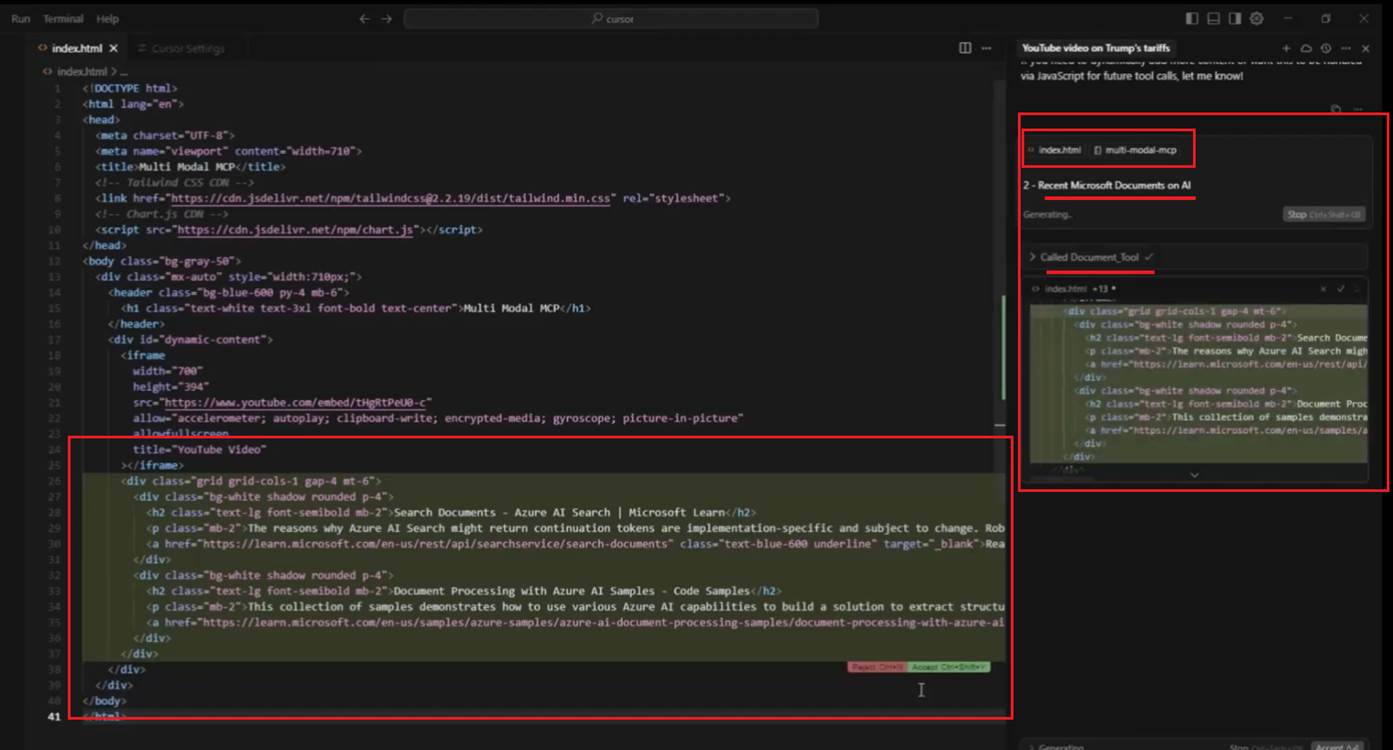 Run Terminal Help
cursor
index.html
Cursor Settings
index.html > ...
1 <!DOCTYPE html>
2 <html lang="en">
3 <head>
4 <meta charset="UTF-8">
5 <meta name="viewport" content="width=710">
6 <title>Multi Modal MCP</title>
7 <!-- Tailwind CSS CDN -->
8 <link href="https://cdn.jsdelivr.net/npm/tailwindcss@2.2.19/dist/tailwind.min.css" rel="stylesheet">
9 <!-- Chart.js CDN -->
10 <script src="https://cdn.jsdelivr.net/npm/chart.js"></script>
11 </head>
12 <body class="bg-gray-50">
13 <div class="mx-auto" style="width:710px;">
14 <header class="bg-blue-600 py-4 mb-6">
15 <h1 class="text-white text-3xl font-bold text-center">Multi Modal MCP</h1>
16 </header>
17 <div id="dynamic-content">
18 <iframe
19 width="700"
20 height="394"
21 src="https://www.youtube.com/embed/tHgRtPeU0-c"
22 allow="accelerometer; autoplay; clipboard-write; encrypted-media; gyroscope; picture-in-picture"
23 allowfullscreen
24 title="YouTube Video"
25 ></iframe>
26 <div class="grid grid-cols-1 gap-4 mt-6">
27 <div class="bg-white shadow rounded p-4">
28 <h2 class="text-lg font-semibold mb-2">Search Documents - Azure AI Search | Microsoft Learn</h2>
29 <p class="mb-2">The reasons why Azure AI Search might return continuation tokens are implementation-specific and subject to change. Rob
30 <a href="https://learn.microsoft.com/en-us/rest/api/searchservice/search-documents" class="text-blue-600 underline" target="_blank">Rea
31 </div>
32 <div class="bg-white shadow rounded p-4">
33 <h2 class="text-lg font-semibold mb-2">Document Processing with Azure AI Samples - Code Samples</h2>
34 <p class="mb-2">This collection of samples demonstrates how to use various Azure AI capabilities to build a solution to extract structu
35 <a href="https://learn.microsoft.com/en-us/samples/azure-samples/azure-ai-document-processing-samples/document-processing-with-azure-ai
36 </div>
37 </div>
38 </div>
39 </div>
40 </body>
41 </html>
Reject Ctrl+N Accept Ctrl+Shift+Y
YouTube video on Trump's tariffs
via JavaScript for future tool calls, let me know!
index.html multi-modal-mcp
2 - Recent Microsoft Documents on AI
Generating..
Stop Ctrl+Shift+⌫
Called Document_Tool
index.html +13
<div class="grid grid-cols-1 gap-4 mt-6">
<div class="bg-white shadow rounded p-4">
<h2 class="text-lg font-semibold mb-2">Search Docume
<p class="mb-2">The reasons why Azure AI Search migh
<a href="https://learn.microsoft.com/en-us/rest/api/
</div>
<div class="bg-white shadow rounded p-4">
<h2 class="text-lg font-semibold mb-2">Document Proc
<p class="mb-2">This collection of samples demonstra
<a href="https://learn.microsoft.com/en-us/samples/a
</div>
</div>
Generating